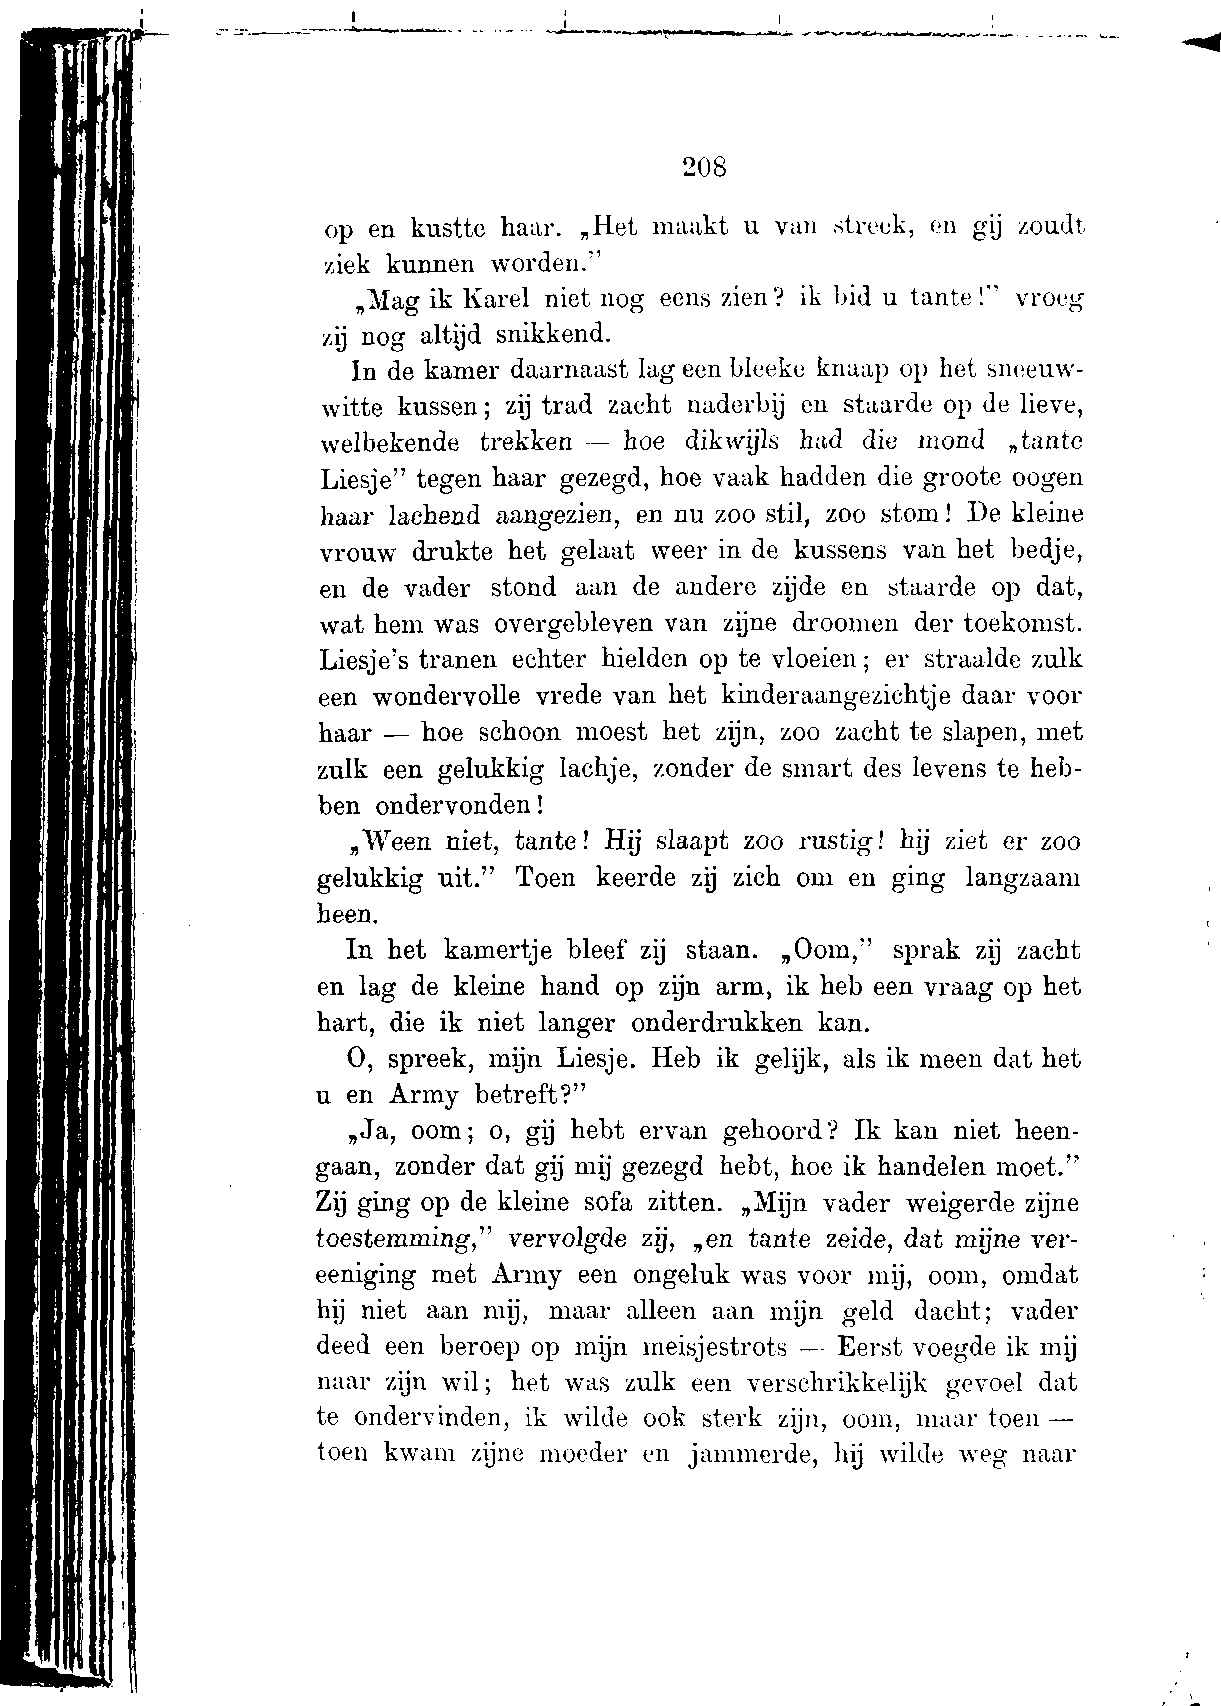 208
op en kustte haar. „Het maakt u van streek, en gij zoudt
ziek kunnen worden.”
„Mag ik Karel niet nog eens zien? ik bid u tante!” vroeg
zij nog altijd snikkend.
In de kamer daarnaast lag een bleeke knaap op het sneeuw-
witte kussen; zij trad zacht naderbij en staarde op de lieve,
welbekende trekken — hoe dikwijls had die mond „tante
Liesje” tegen haar gezegd, hoe vaak hadden die groote oogen
haar lachend aangezien, en nu zoo stil, zoo stom! De kleine
vrouw drukte het gelaat weer in de kussens van het bedje,
en de vader stond aan de andere zijde en staarde op dat,
wat hem was overgebleven van zijne droomen der toekomst.
Liesje's tranen echter hielden op te vloeien; er straalde zulk
een wondervolle vrede van het kinderaangezichtje daar voor
haar — hoe schoon moest het zijn, zoo zacht te slapen, met
zulk een gelukkig lachje, zonder de smart des levens te heb-
ben ondervonden!
„Ween niet, tante! Hij slaapt zoo rustig! hij ziet er zoo
gelukkig uit.” Toen keerde zij zich om en ging langzaam
heen.
In het kamertje bleef zij staan. „Oom,” sprak zij zacht
en lag de kleine hand op zijn arm, ik heb een vraag op het
hart, die ik niet langer onderdrukken kan.
O, spreek, mijn Liesje. Heb ik gelijk, als ik meen dat het
u en Army betreft?”
„Ja, oom; o, gij hebt ervan gehoord? Ik kan niet heen-
gaan, zonder dat gij mij gezegd hebt, hoe ik handelen moet.”
Zij ging op de kleine sofa zitten. „Mijn vader weigerde zijne
toestemming,” vervolgde zij, „en tante zeide, dat mijne ver-
eeniging met Army een ongeluk was voor mij, oom, omdat
hij niet aan mij, maar alleen aan mijn geld dacht; vader
deed een beroep op mijn meisjestrots — Eerst voegde ik mij
naar zijn wil; het was zulk een verschrikkelijk gevoel dat
te ondervinden, ik wilde ook sterk zijn, oom, maar toen —
toen kwam zijne moeder en jammerde, hij wilde weg naar